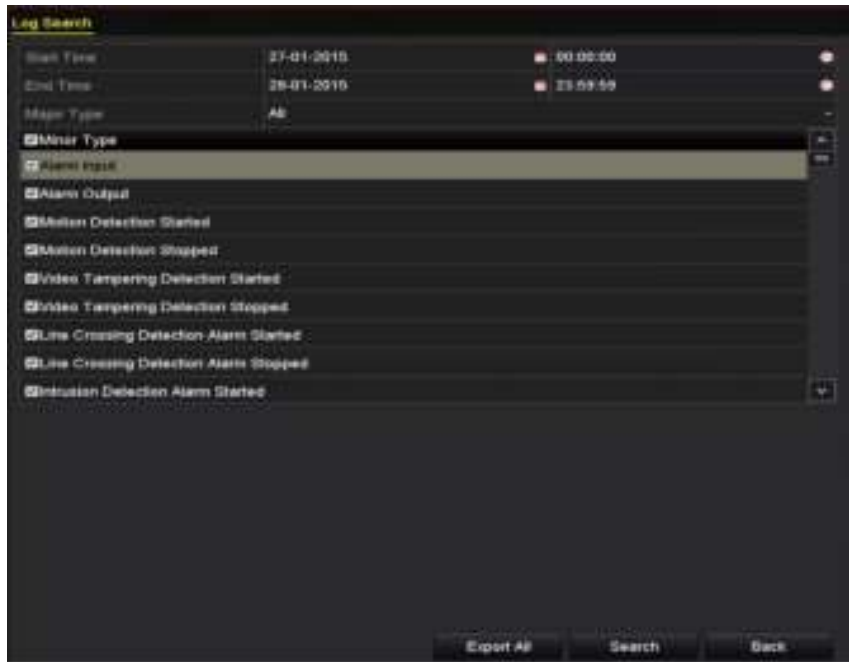 Log Search
Start Time 27-01-2015 00:00:00
End Time 28-01-2015 23:59:59
Major Type All
Minor Type
Alarm Input
Alarm Output
Motion Detection Started
Motion Detection Stopped
Video Tampering Detection Started
Video Tampering Detection Stopped
Line Crossing Detection Alarm Started
Line Crossing Detection Alarm Stopped
Intrusion Detection Alarm Started
Export All Search Back